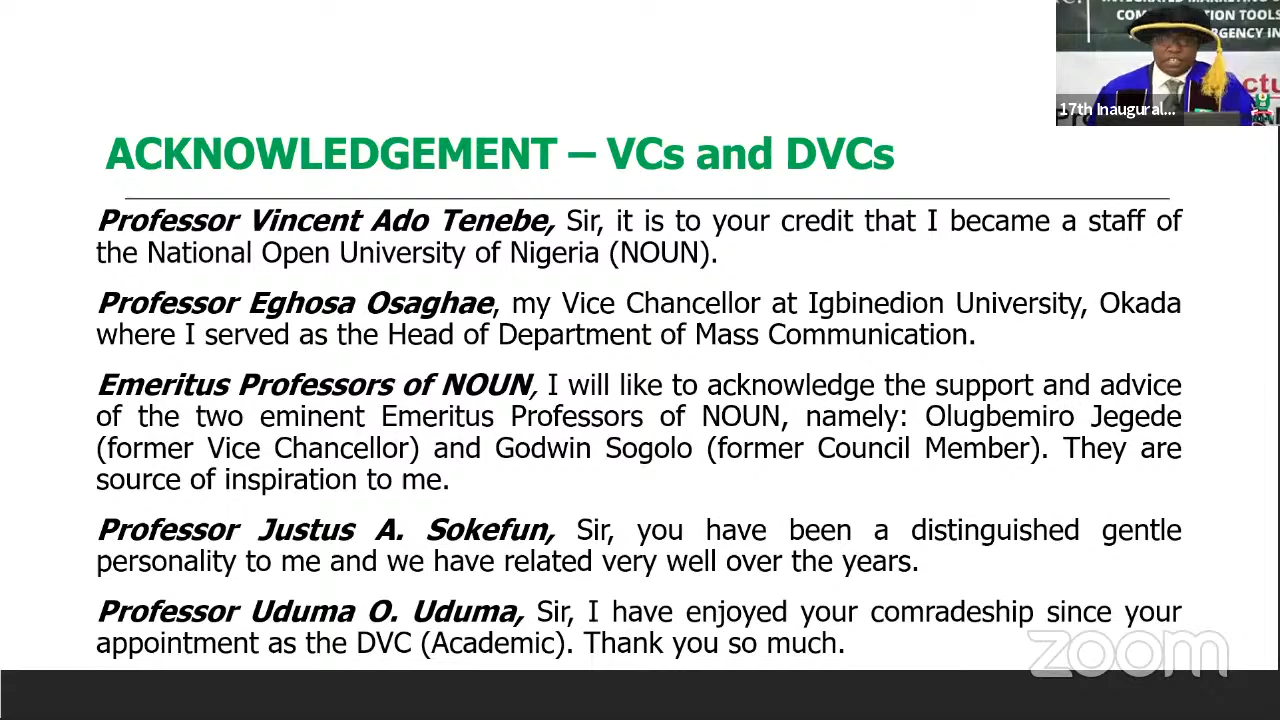 INTEGRATED MARKETING
TOOLS
17th Inaugural...
ACKNOWLEDGEMENT – VCs and DVCs
Professor Vincent Ado Tenebe, Sir, it is to your credit that I became a staff of
the National Open University of Nigeria (NOUN).
Professor Eghosa Osaghae, my Vice Chancellor at Igbinedion University, Okada
where I served as the Head of Department of Mass Communication.
Emeritus Professors of NOUN, I will like to acknowledge the support and advice
of the two eminent Emeritus Professors of NOUN, namely: Olugbemiro Jegede
(former Vice Chancellor) and Godwin Sogolo (former Council Member). They are
source of inspiration to me.
Professor Justus A. Sokefun, Sir, you have been a distinguished gentle
personality to me and we have related very well over the years.
Professor Uduma O. Uduma, Sir, I have enjoyed your comradeship since your
appointment as the DVC (Academic). Thank you so much.
zoom